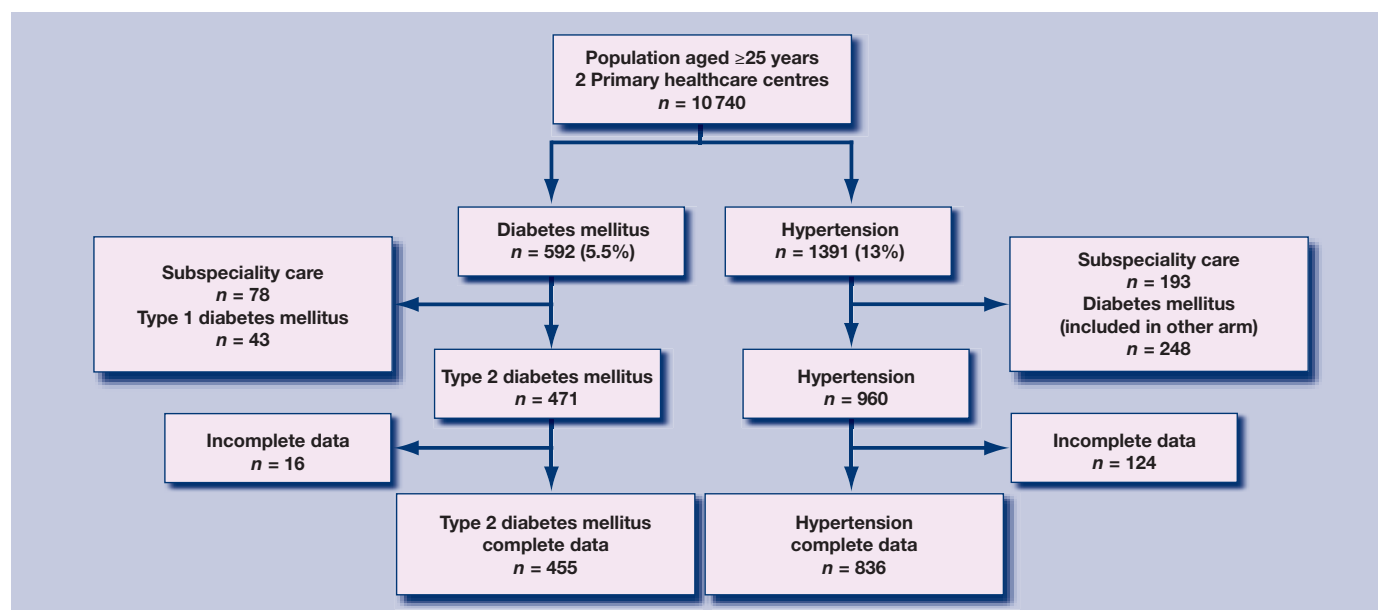 Population aged ≥25 years
2 Primary healthcare centres
n = 10 740
Diabetes mellitus
n = 592 (5.5%)
Hypertension
n = 1391 (13%)
Subspeciality care
n = 78
Type 1 diabetes mellitus
n = 43
Subspeciality care
n = 193
Diabetes mellitus
(included in other arm)
n = 248
Type 2 diabetes mellitus
n = 471
Hypertension
n = 960
Incomplete data
n = 16
Incomplete data
n = 124
Type 2 diabetes mellitus
complete data
n = 455
Hypertension
complete data
n = 836